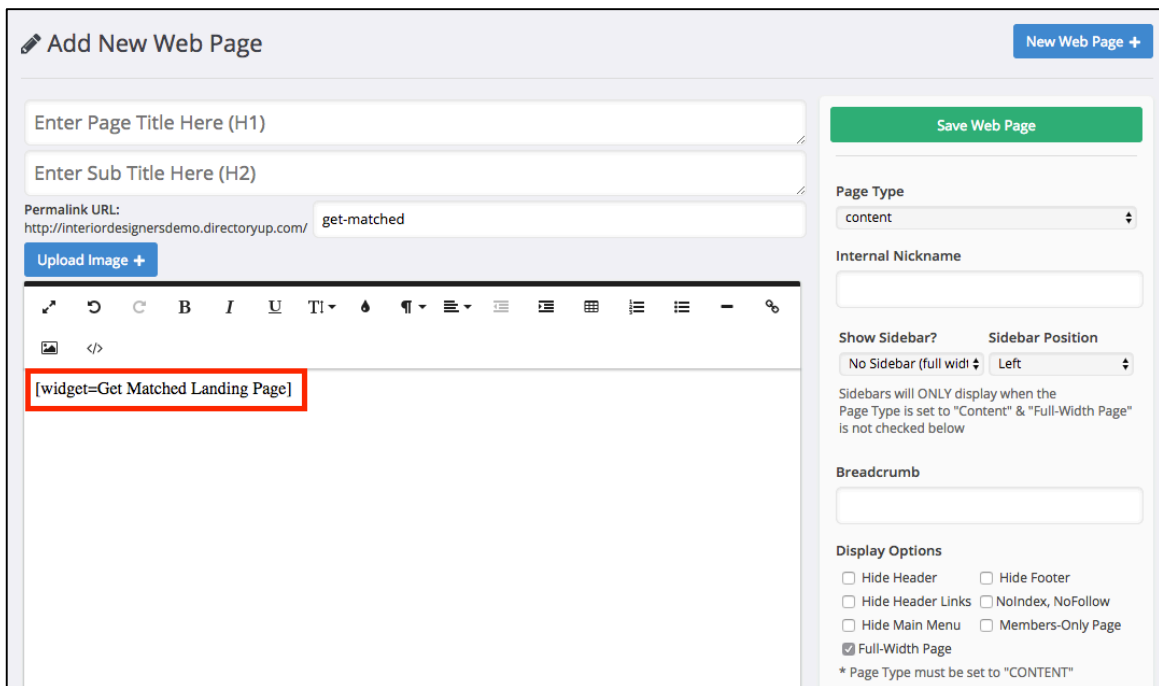 Add New Web Page
New Web Page +
Enter Page Title Here (H1)
Enter Sub Title Here (H2)
Permalink URL:
http://interiordesignersdemo.directoryup.com/
get-matched
Upload Image +
B I U T
[widget=Get Matched Landing Page]
Save Web Page
Page Type
content
Internal Nickname
Show Sidebar? Sidebar Position
No Sidebar (full widt Left
Sidebars will ONLY display when the
Page Type is set to "Content" & "Full-Width Page"
is not checked below
Breadcrumb
Display Options
Hide Header Hide Footer
Hide Header Links NoIndex, NoFollow
Hide Main Menu Members-Only Page
Full-Width Page
* Page Type must be set to "CONTENT"